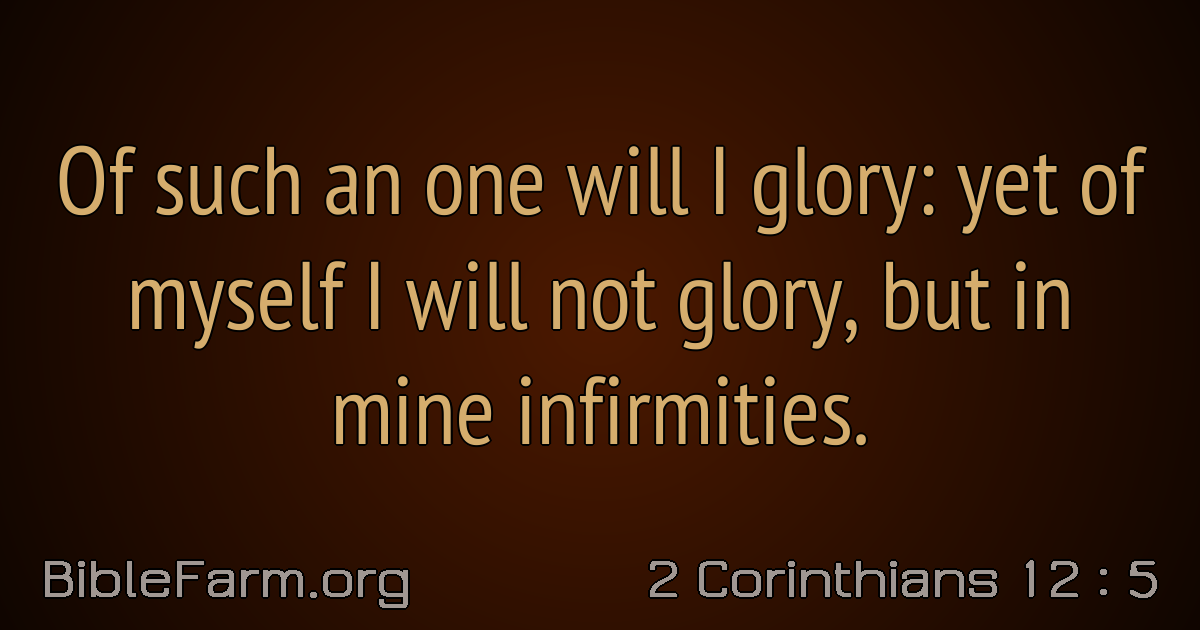 Of such an one will I glory: yet of
myself I will not glory, but in
mine infirmities.
BibleFarm.org
2 Corinthians 12 : 5